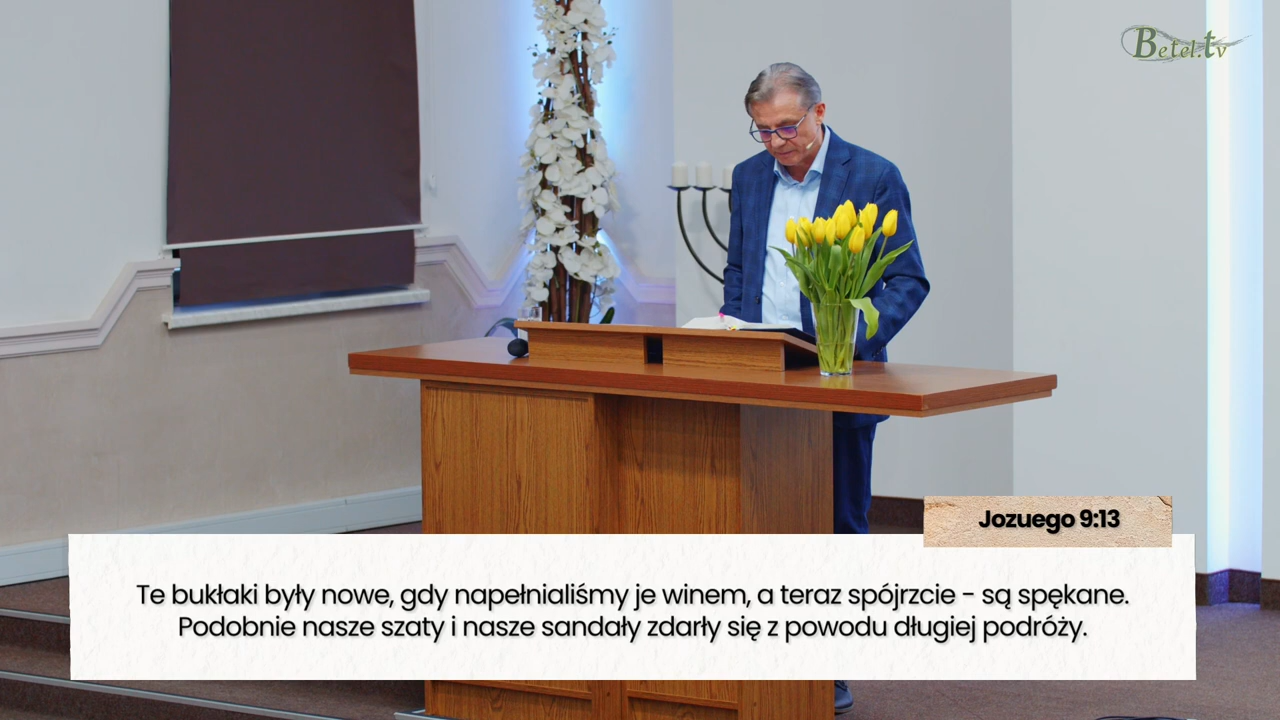 Betel.tv
Jozuego 9:13
Te bukłaki były nowe, gdy napełnialiśmy je winem, a teraz spójrzcie - są spękane.
Podobnie nasze szaty i nasze sandały zdarły się z powodu długiej podróży.